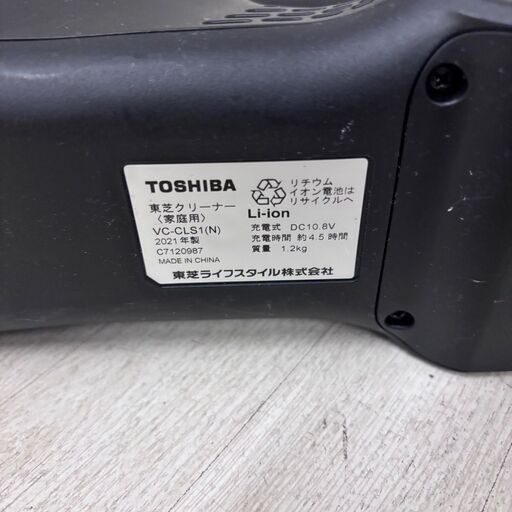 TOSHIBA
東芝クリーナー
〈家庭用〉
VC-CLS1(N)
2021年製
C7120987
MADE IN CHINA
リチウム
イオン電池は
リサイクルへ
Li-ion
充電式 DC10.8V
充電時間 約4.5時間
質量 1.2kg
東芝ライフスタイル株式会社